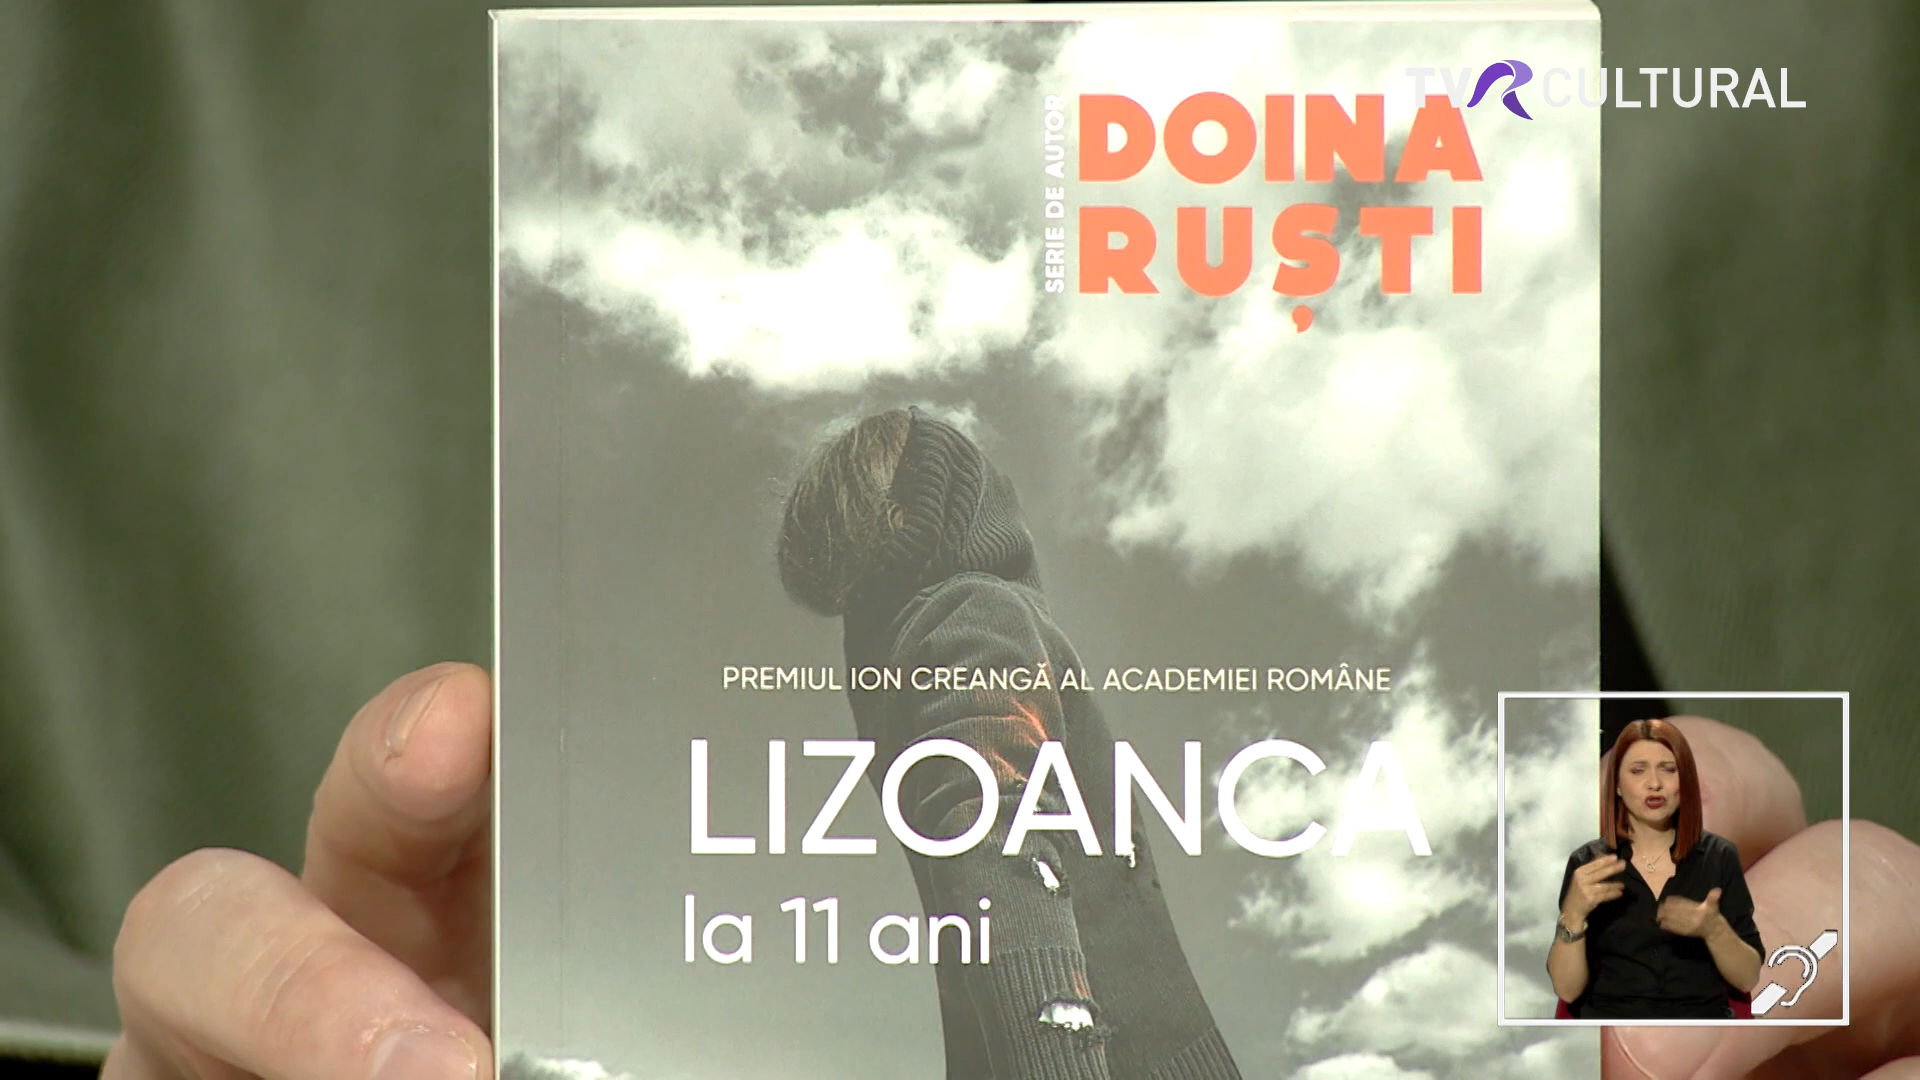 TVR CULTURAL
SERIE DE AUTOR
DOINA
RUȘTI
PREMIUL ION CREANGĂ AL ACADEMIEI ROMÂNE
LIZOANCA
la 11 ani